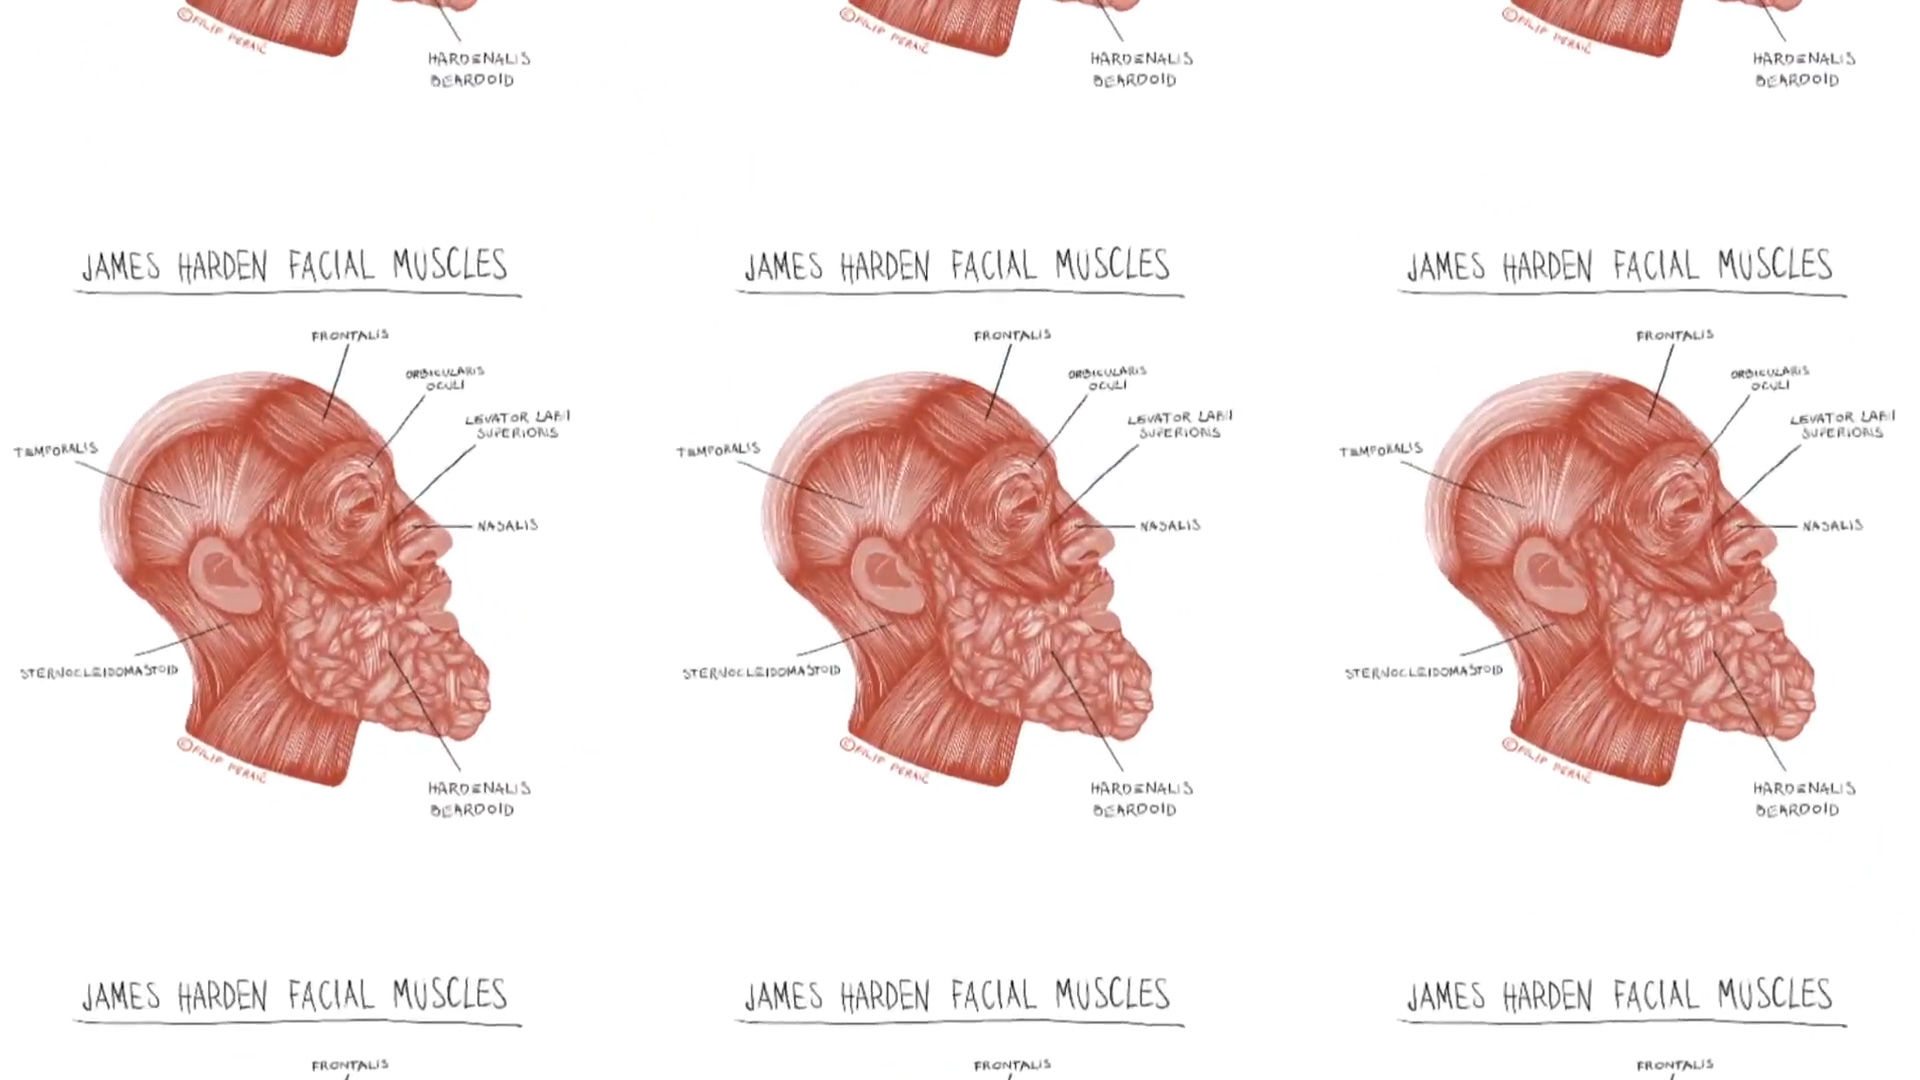 ©FILIP PERAIĆ ©FILIP PERAIĆ ©FILIP PERAIĆ
HARDENALIS HARDENALIS HARDENALIS
BEARDOID BEARDOID BEARDOID
JAMES HARDEN FACIAL MUSCLES JAMES HARDEN FACIAL MUSCLES JAMES HARDEN FACIAL MUSCLES
FRONTALIS FRONTALIS FRONTALIS
ORBICULARIS ORBICULARIS ORBICULARIS
OCULI OCULI OCULI
LEVATOR LABII LEVATOR LABII LEVATOR LABII
SUPERIORIS SUPERIORIS SUPERIORIS
TEMPORALIS TEMPORALIS TEMPORALIS
NASALIS NASALIS NASALIS
STERNOCLEIDOMASTOID STERNOCLEIDOMASTOID STERNOCLEIDOMASTOID
©FILIP PERAIĆ ©FILIP PERAIĆ ©FILIP PERAIĆ
HARDENALIS HARDENALIS HARDENALIS
BEARDOID BEARDOID BEARDOID
JAMES HARDEN FACIAL MUSCLES JAMES HARDEN FACIAL MUSCLES JAMES HARDEN FACIAL MUSCLES
FRONTALIS FRONTALIS FRONTALIS